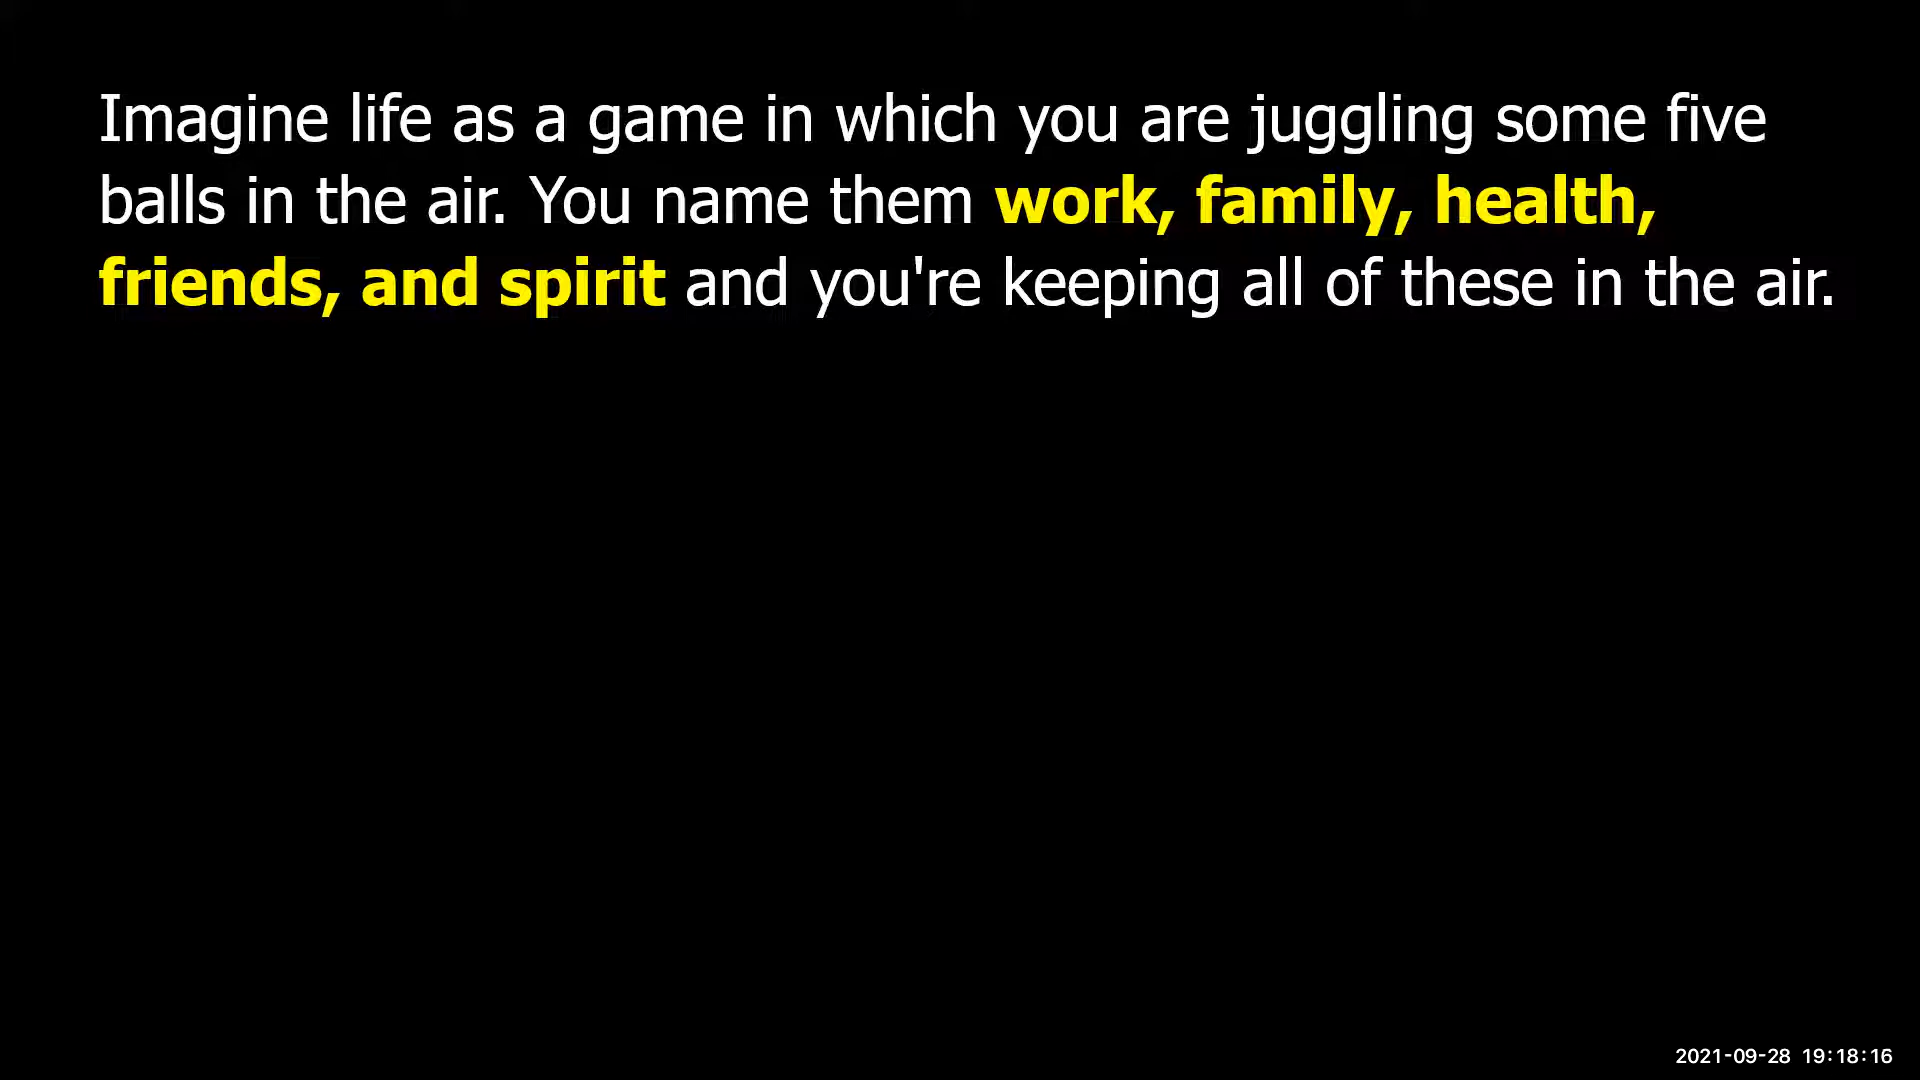 Imagine life as a game in which you are juggling some five
balls in the air. You name them work, family, health,
friends, and spirit and you're keeping all of these in the air.
2021-09-28 19:18:16